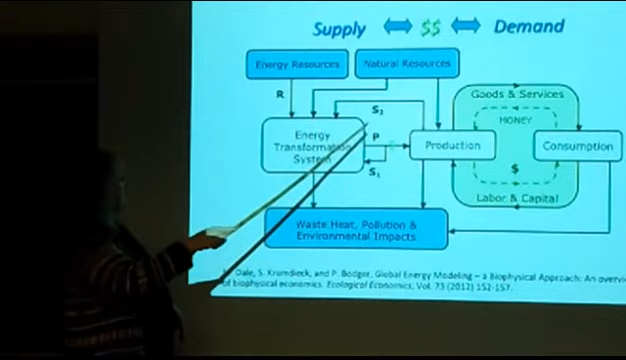 Supply $$ Demand
Energy Resources
Natural Resources
R
S₂
Goods & Services
MONEY
Energy
Transformation
System
P
Production
Consumption
S₁
$
Labor & Capital
Waste Heat, Pollution &
Environmental Impacts
Dale, S. Krumdieck, and P. Bodger, Global Energy Modeling – a Biophysical Approach: An
of biophysical economics. Ecological Economics, Vol. 73 (2012) 152-157.